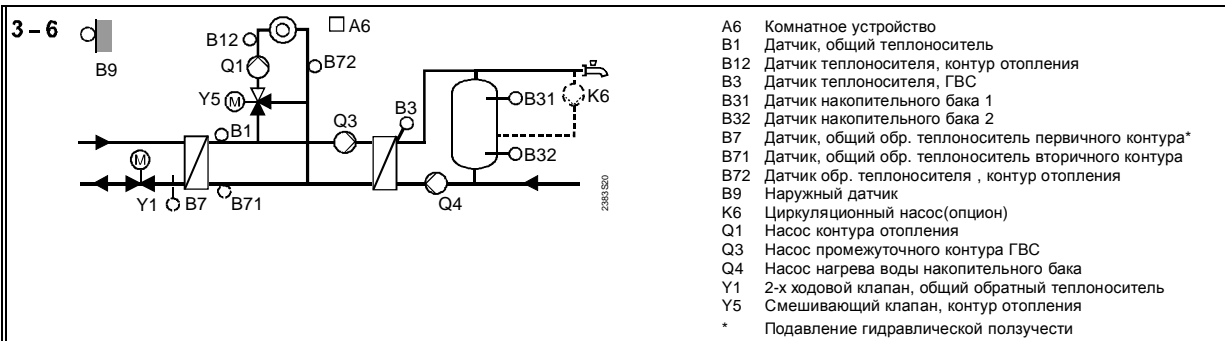 3 – 6
B9
B12
A6
Q1
B72
Y5
M
B1
Q3
B3
B31
K6
B32
M
Y1
B7
B71
Q4
2383S20
A6 Комнатное устройство
B1 Датчик, общий теплоноситель
B12 Датчик теплоносителя, контур отопления
B3 Датчик теплоносителя, ГВС
B31 Датчик накопительного бака 1
B32 Датчик накопительного бака 2
B7 Датчик, общий обр. теплоноситель первичного контура*
B71 Датчик, общий обр. теплоноситель вторичного контура
B72 Датчик обр. теплоносителя , контур отопления
B9 Наружный датчик
K6 Циркуляционный насос(опцион)
Q1 Насос контура отопления
Q3 Насос промежуточного контура ГВС
Q4 Насос нагрева воды накопительного бака
Y1 2-х ходовой клапан, общий обратный теплоноситель
Y5 Смешивающий клапан, контур отопления
* Подавление гидравлической ползучести